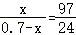 x/(0.7-x) = 97/24